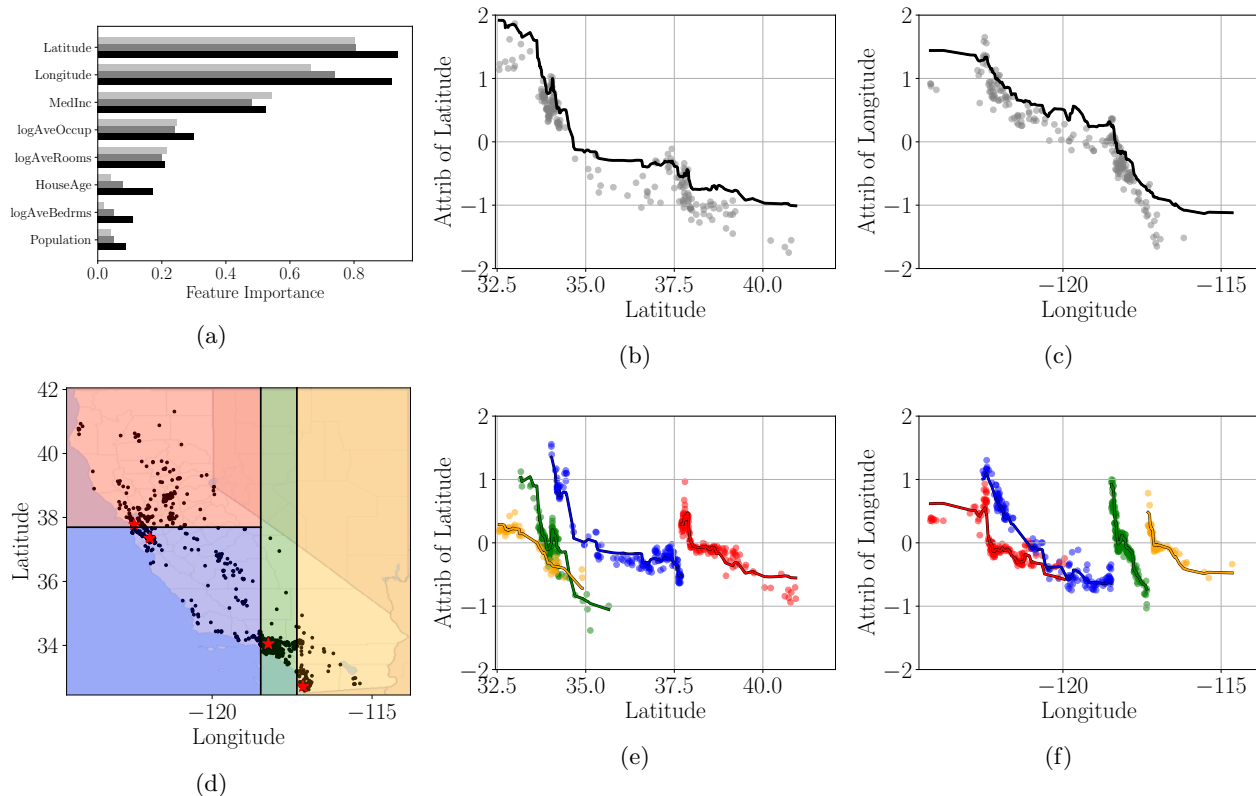 Latitude
Longitude
MedInc
logAveOccup
logAveRooms
HouseAge
logAveBedrms
Population
0.0 0.2 0.4 0.6 0.8
Feature Importance
(a)
Attrib of Latitude
2
1
0
−1
−2
32.5 35.0 37.5 40.0
Latitude
(b)
Attrib of Longitude
2
1
0
−1
−2
−120 −115
Longitude
(c)
Latitude
42
40
38
36
34
−120 −115
Longitude
(d)
Attrib of Latitude
2
1
0
−1
−2
32.5 35.0 37.5 40.0
Latitude
(e)
Attrib of Longitude
2
1
0
−1
−2
−120 −115
Longitude
(f)